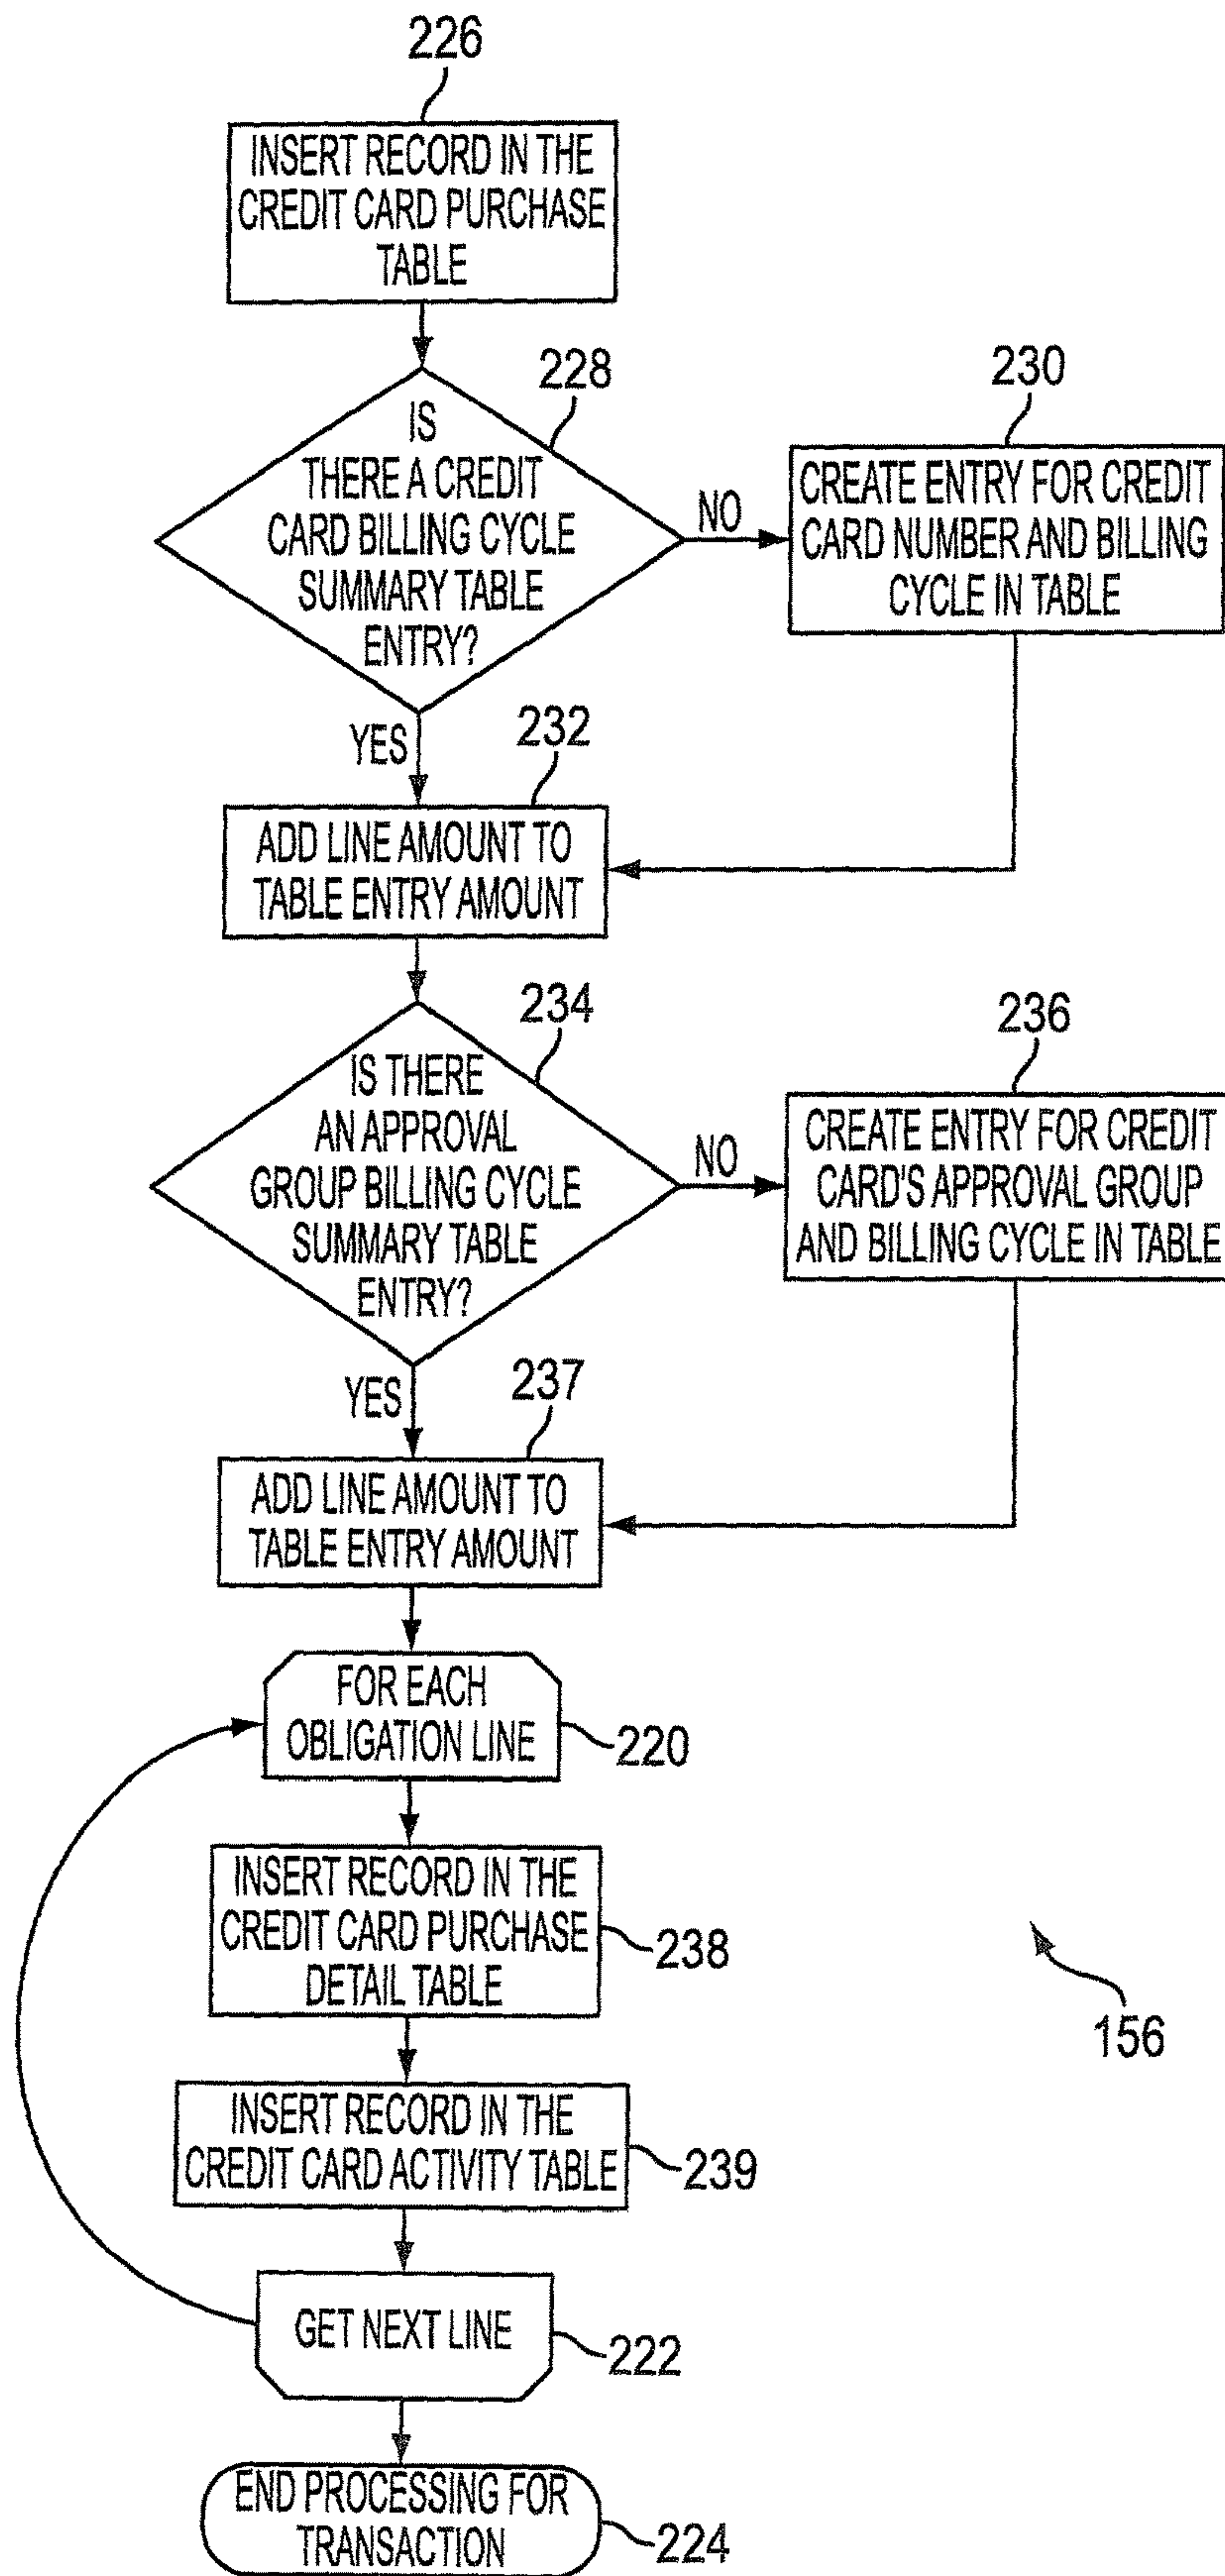 226
INSERT RECORD IN THE
CREDIT CARD PURCHASE
TABLE
228
IS
THERE A CREDIT
CARD BILLING CYCLE
SUMMARY TABLE
ENTRY?
NO
230
CREATE ENTRY FOR CREDIT
CARD NUMBER AND BILLING
CYCLE IN TABLE
YES
232
ADD LINE AMOUNT TO
TABLE ENTRY AMOUNT
234
IS THERE
AN APPROVAL
GROUP BILLING CYCLE
SUMMARY TABLE
ENTRY?
NO
236
CREATE ENTRY FOR CREDIT
CARD'S APPROVAL GROUP
AND BILLING CYCLE IN TABLE
YES
237
ADD LINE AMOUNT TO
TABLE ENTRY AMOUNT
FOR EACH
OBLIGATION LINE
220
INSERT RECORD IN THE
CREDIT CARD PURCHASE
DETAIL TABLE
238
156
INSERT RECORD IN THE
CREDIT CARD ACTIVITY TABLE
239
GET NEXT LINE
222
END PROCESSING FOR
TRANSACTION
224